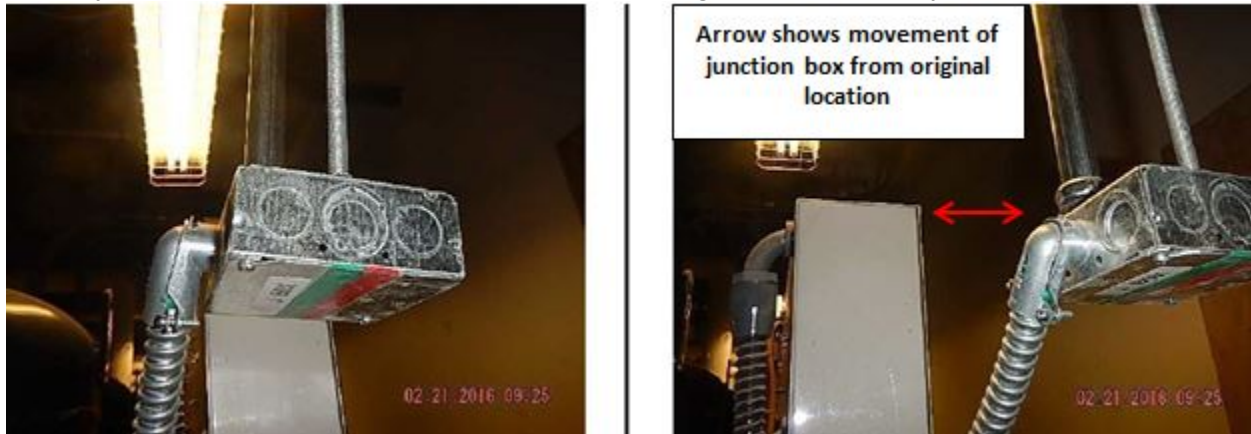 Arrow shows movement of
junction box from original
location
02-21-2016 09:25
02-21-2016 09:25